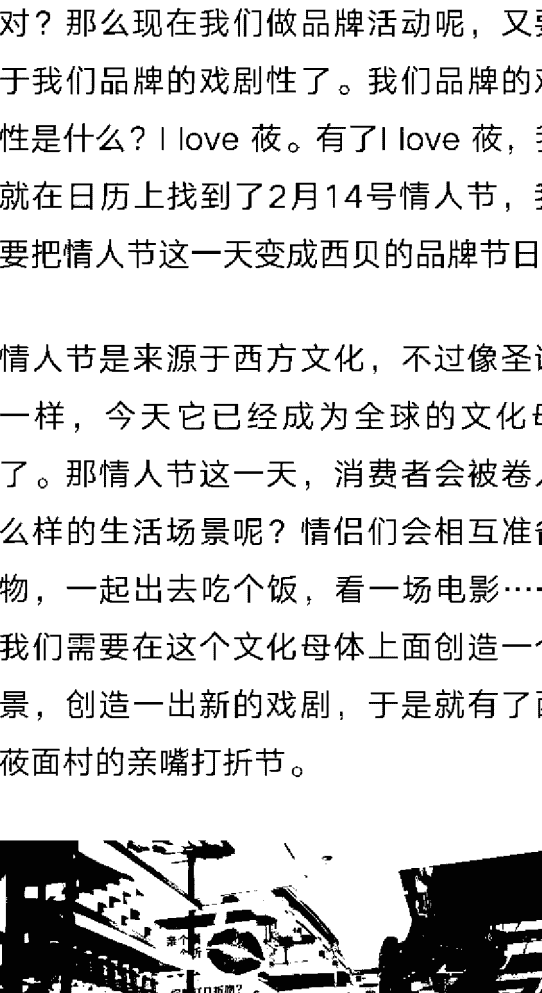 对？那么现在我们做品牌活动呢，又
于我们品牌的戏剧性了。我们品牌的
性是什么？I love 莜。有了I love 莜，
就在日历上找到了2月14号情人节，
要把情人节这一天变成西贝的品牌节日
情人节是来源于西方文化，不过像圣
一样，今天它已经成为全球的文化
了。那情人节这一天，消费者会被卷
么样的生活场景呢？情侣们会相互准
物，一起出去吃个饭，看一场电影…
我们需要在这个文化母体上面创造一
景，创造一出新的戏剧，于是就有了
莜面村的亲嘴打折节。